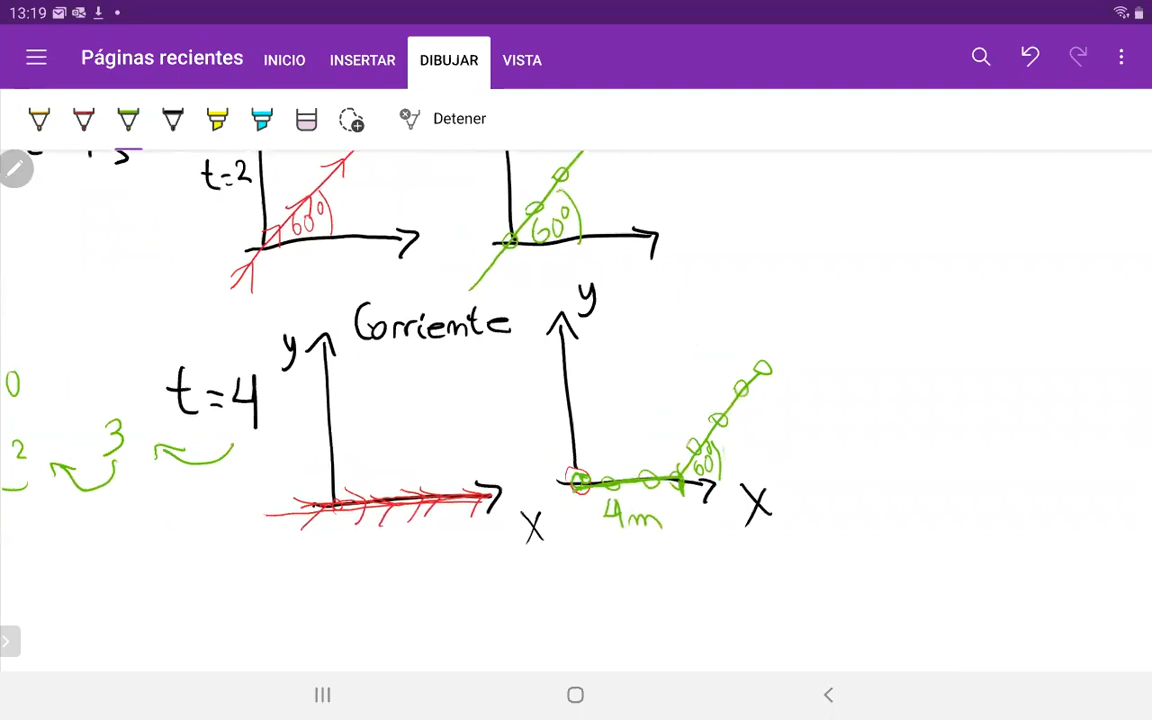 13:19
Páginas recientes INICIO INSERTAR DIBUJAR VISTA
Detener
t=2
60°
60°
y
Corriente
y
0
t=4
2
3
60°
4m
X
X